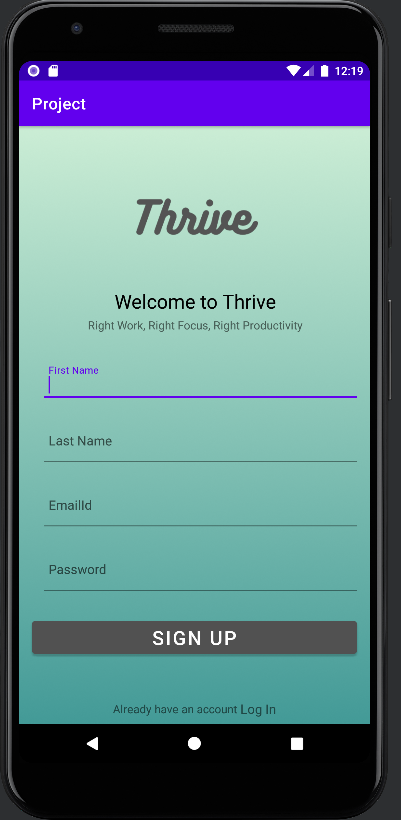 12:19
Project
Thrive
Welcome to Thrive
Right Work, Right Focus, Right Productivity
First Name
Last Name
EmailId
Password
SIGN UP
Already have an account Log In